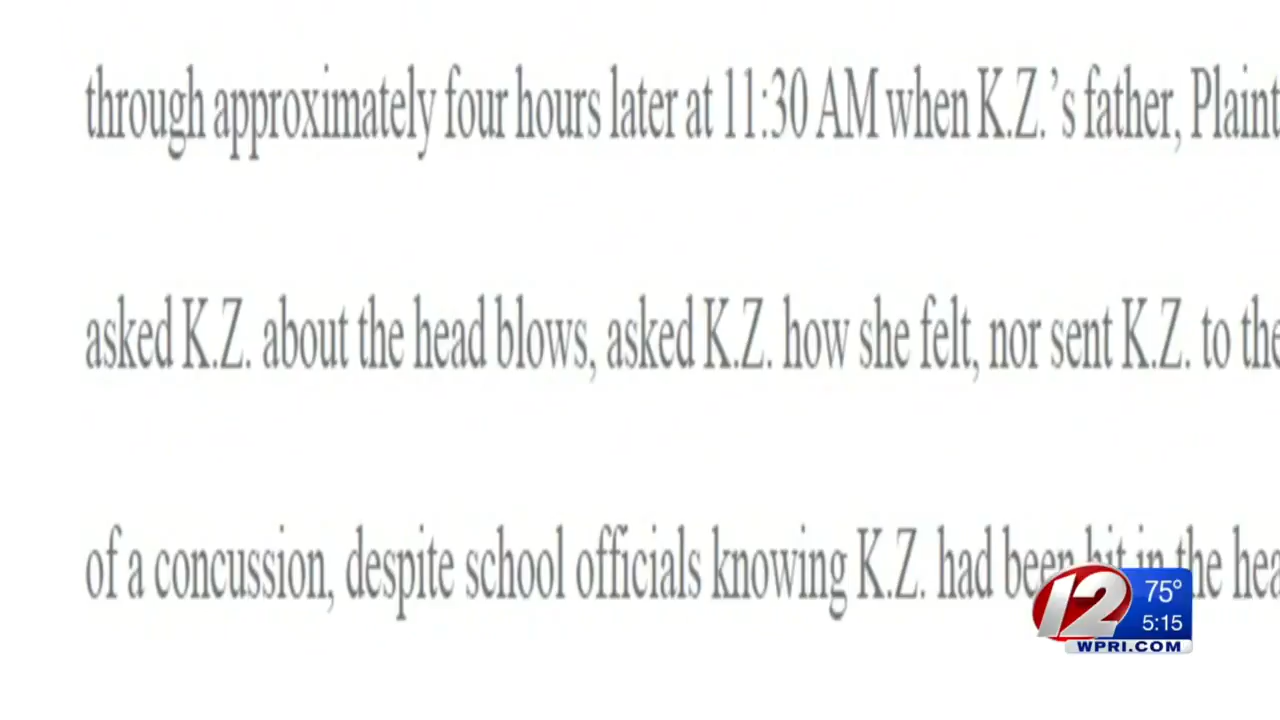 through approximately four hours later at 11:30 AM when K.Z.'s father, Plaint
asked K.Z. about the head blows, asked K.Z. how she felt, nor sent K.Z. to the
of a concussion, despite school officials knowing K.Z. had been hit in the hea
12
75°
5:15
WPRI.COM